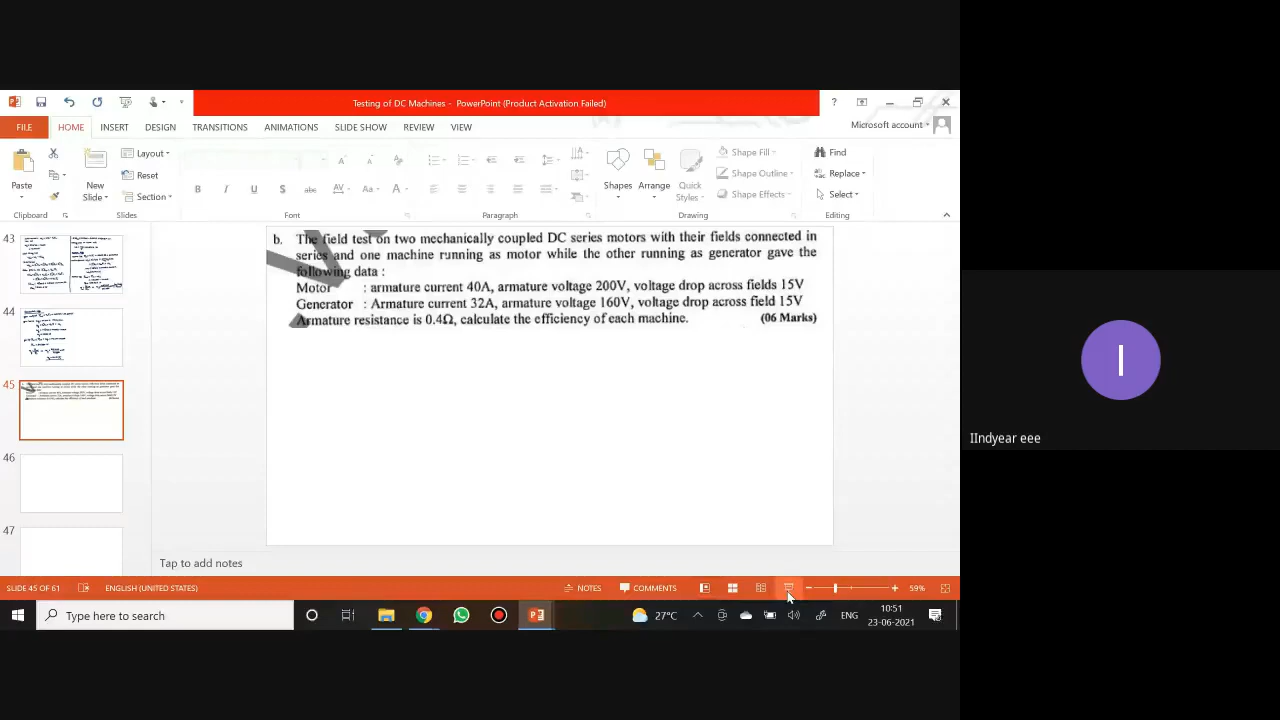 Testing of DC Machines - PowerPoint (Product Activation Failed)
?
FILE HOME INSERT DESIGN TRANSITIONS ANIMATIONS SLIDE SHOW REVIEW VIEW Microsoft account
Paste
New Slide
Layout
Reset
Section
B I U S abc AV Aa A
Shapes
Arrange
Quick Styles
Shape Fill
Shape Outline
Shape Effects
Find
Replace
Select
Clipboard Slides Font Paragraph Drawing Editing
43
44
45
46
47
b. The field test on two mechanically coupled DC series motors with their fields connected in
series and one machine running as motor while the other running as generator gave the
following data :
Motor : armature current 40A, armature voltage 200V, voltage drop across fields 15V
Generator : Armature current 32A, armature voltage 160V, voltage drop across field 15V
Armature resistance is 0.4Ω, calculate the efficiency of each machine. (06 Marks)
Tap to add notes
SLIDE 45 OF 61 ENGLISH (UNITED STATES) NOTES COMMENTS 59%
Type here to search 27°C ENG 10:51
23-06-2021
I
IIndyear eee